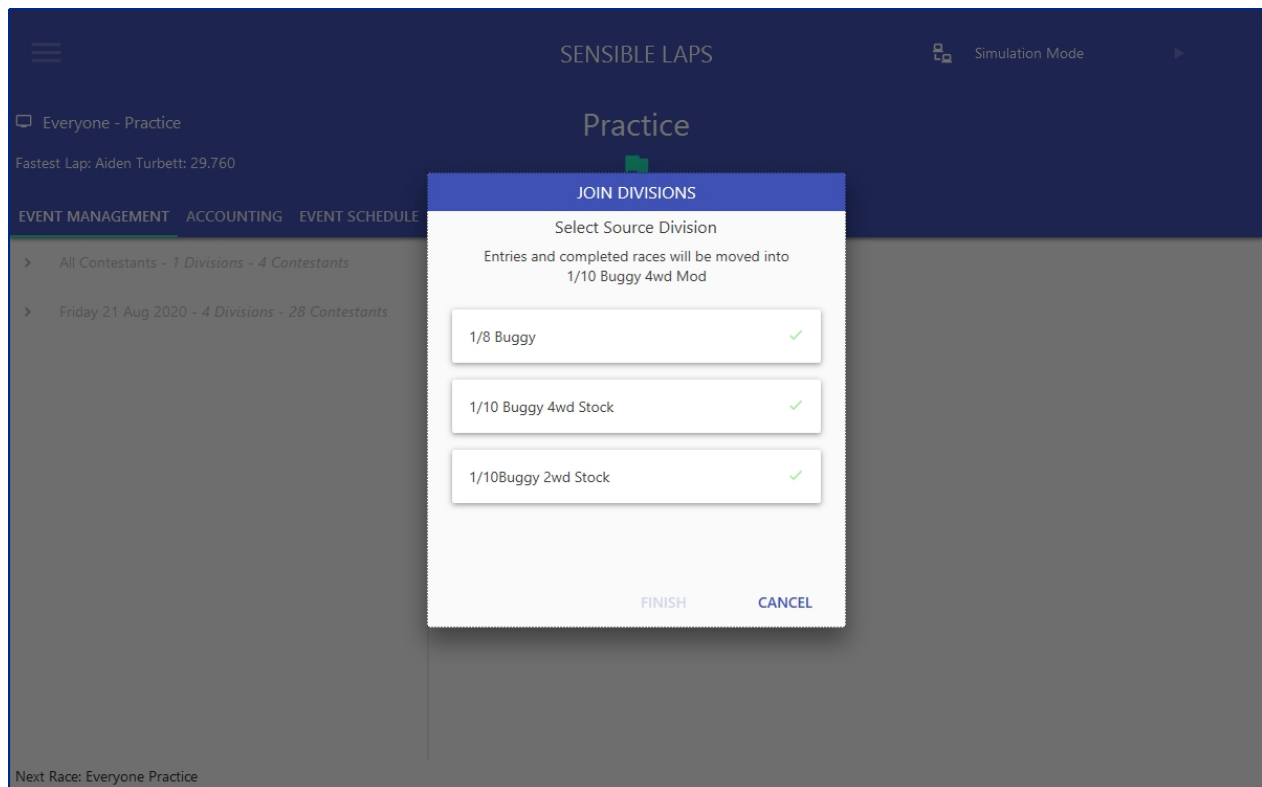 SENSIBLE LAPS
Simulation Mode
Everyone - Practice
Practice
Fastest Lap: Aiden Turbett: 29.760
EVENT MANAGEMENT ACCOUNTING EVENT SCHEDULE
All Contestants - 1 Divisions - 4 Contestants
Friday 21 Aug 2020 - 4 Divisions - 28 Contestants
JOIN DIVISIONS
Select Source Division
Entries and completed races will be moved into
1/10 Buggy 4wd Mod
1/8 Buggy
1/10 Buggy 4wd Stock
1/10Buggy 2wd Stock
FINISH CANCEL
Next Race: Everyone Practice